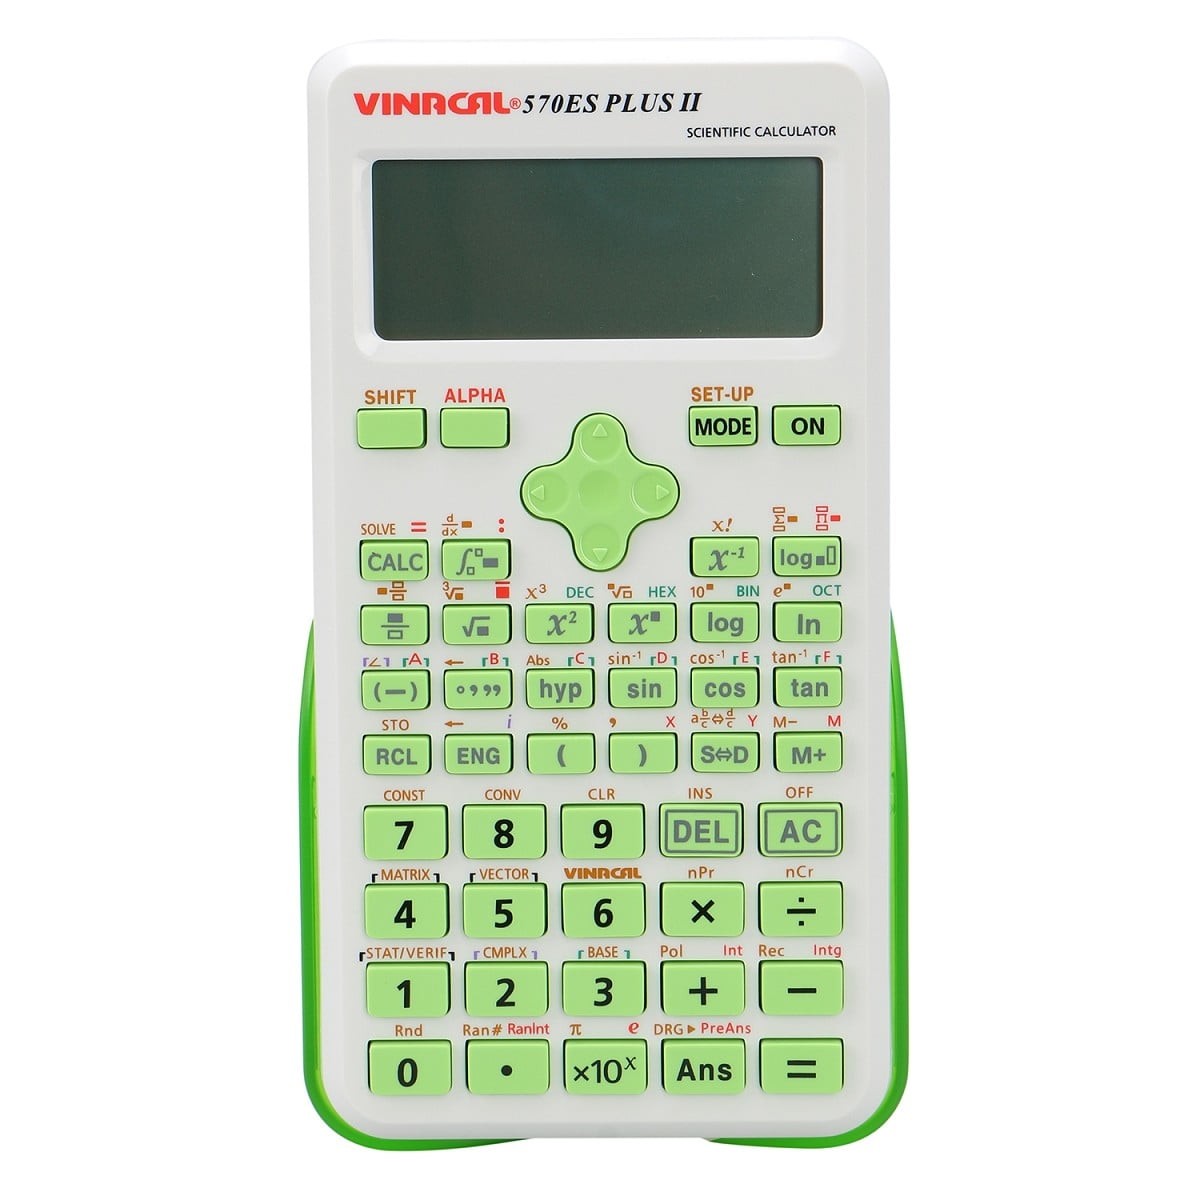 VINACAL® 570ES PLUS II
SCIENTIFIC CALCULATOR
SHIFT ALPHA SET-UP
MODE ON
SOLVE = d/dx ■ : x! Σ▯■ Π▯■
CALC ∫▯▯■ x⁻¹ log■▯
■▯/▯ ³√■ x³ DEC ■√▯ HEX 10■ BIN e■ OCT
■/▯ √■ x² x■ log ln
∠ A ← B Abs C sin⁻¹ D cos⁻¹ E tan⁻¹ F
(—) °,,, hyp sin cos tan
STO ← i % , X a b/c⇔d/c Y M– M
RCL ENG ( ) S⇔D M+
CONST CONV CLR INS OFF
7 8 9 DEL AC
MATRIX VECTOR VINACAL nPr nCr
4 5 6 × ÷
STAT/VERIF CMPLX BASE Pol Int Rec Intg
1 2 3 + −
Rnd Ran# RanInt π e DRG▶ PreAns
0 • ×10ˣ Ans =